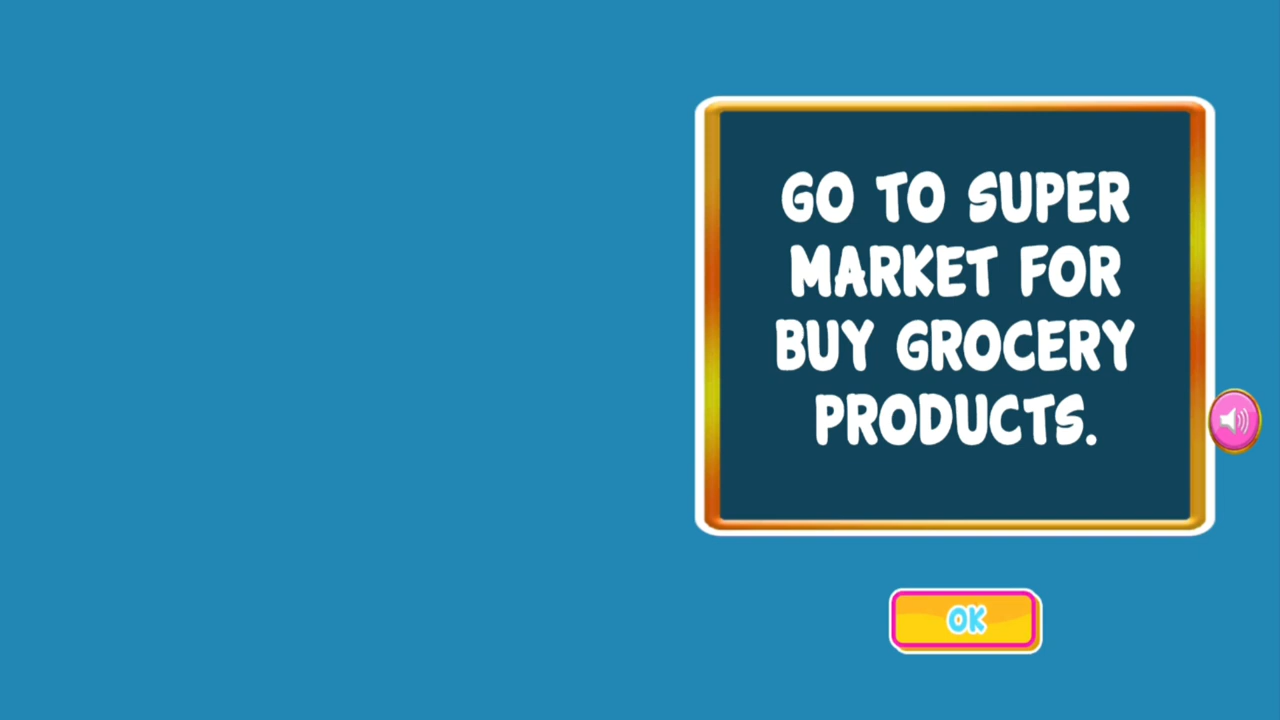 GO TO SUPER
MARKET FOR
BUY GROCERY
PRODUCTS.
OK